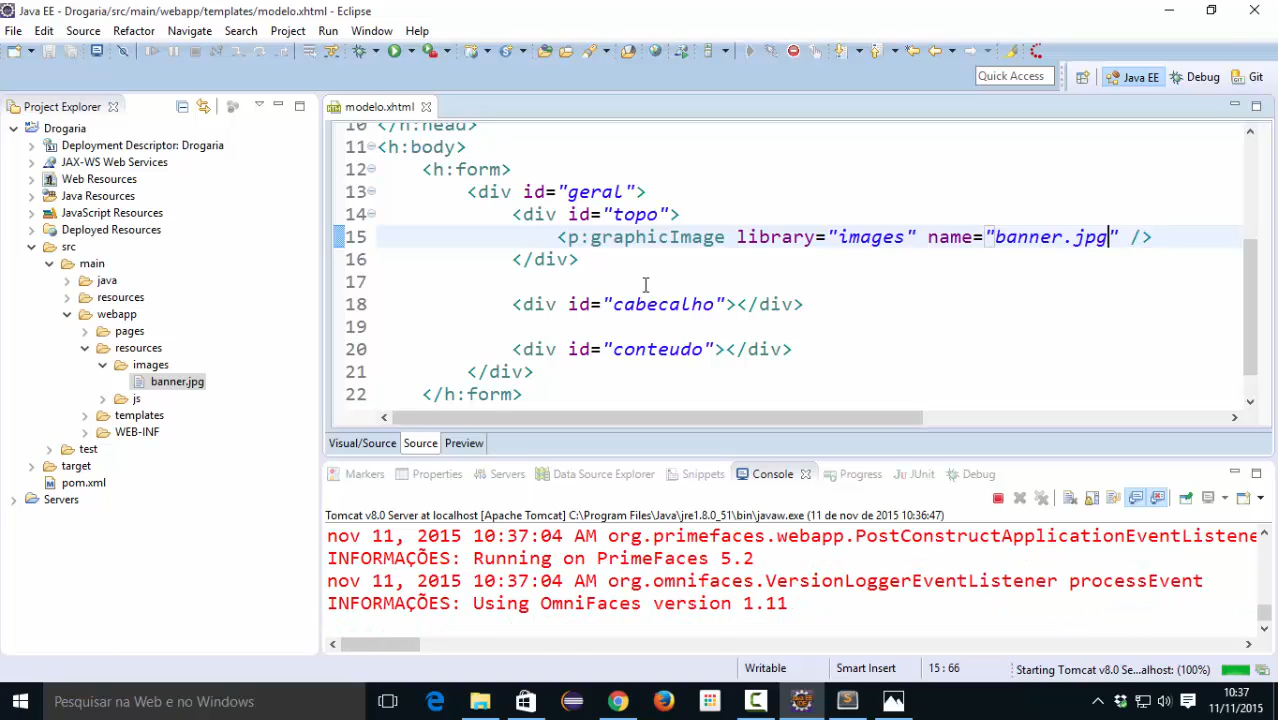 Java EE - Drogaria/src/main/webapp/templates/modelo.xhtml - Eclipse
File Edit Source Refactor Navigate Search Project Run Window Help
Quick Access
Java EE
Debug
Git
Project Explorer
Drogaria
Deployment Descriptor: Drogaria
JAX-WS Web Services
Web Resources
Java Resources
JavaScript Resources
Deployed Resources
src
main
java
resources
webapp
pages
resources
images
banner.jpg
js
templates
WEB-INF
test
target
pom.xml
Servers
modelo.xhtml
10 </h:head>
11 <h:body>
12 <h:form>
13 <div id="geral">
14 <div id="topo">
15 <p:graphicImage library="images" name="banner.jpg" />
16 </div>
17
18 <div id="cabecalho"></div>
19
20 <div id="conteudo"></div>
21 </div>
22 </h:form>
Visual/Source Source Preview
Markers Properties Servers Data Source Explorer Snippets Console Progress JUnit Debug
Tomcat v8.0 Server at localhost [Apache Tomcat] C:\Program Files\Java\jre1.8.0_51\bin\javaw.exe (11 de nov de 2015 10:36:47)
nov 11, 2015 10:37:04 AM org.primefaces.webapp.PostConstructApplicationEventListene
INFORMAÇÕES: Running on PrimeFaces 5.2
nov 11, 2015 10:37:04 AM org.omnifaces.VersionLoggerEventListener processEvent
INFORMAÇÕES: Using OmniFaces version 1.11
Writable Smart Insert 15 : 66 Starting Tomcat v8.0 Se...alhost: (100%)
Pesquisar na Web e no Windows
10:37
11/11/2015